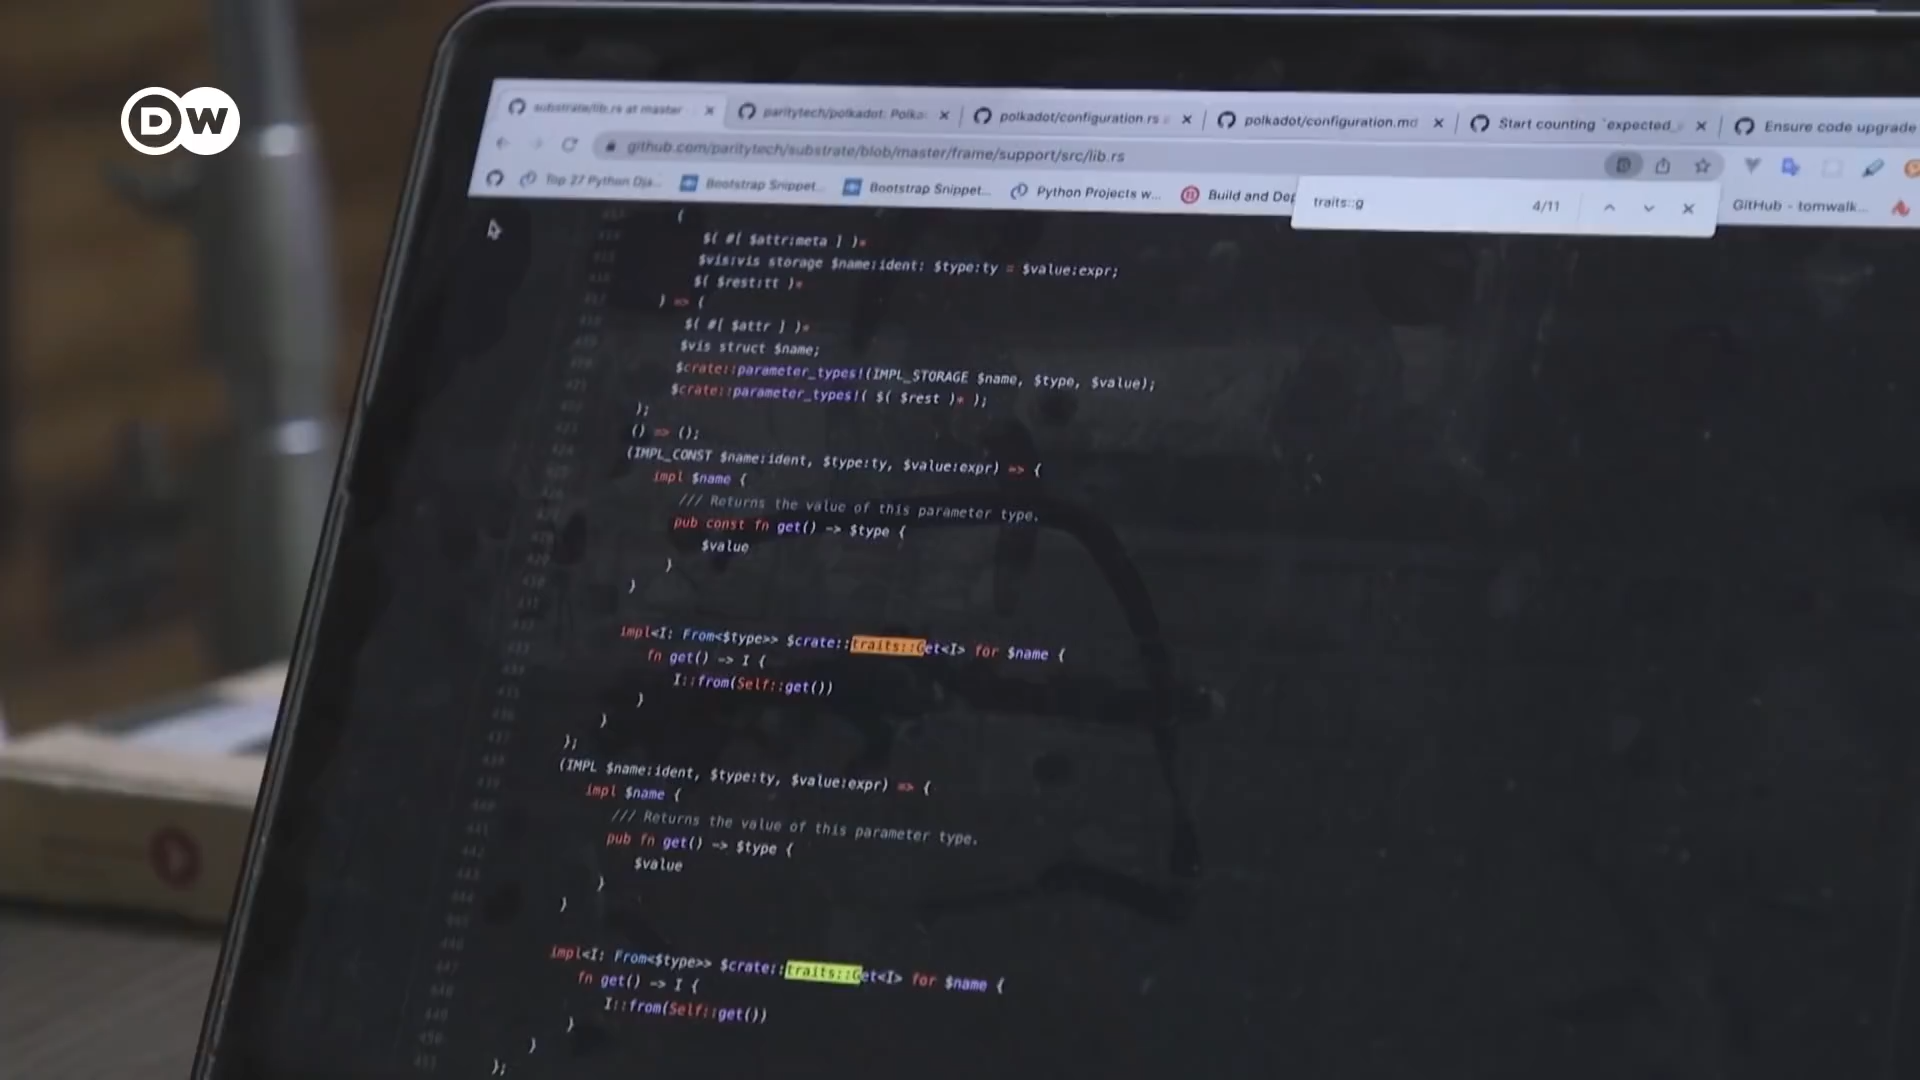 DW
substrate/lib.rs at master
paritytech/polkadot: Polka
polkadot/configuration.rs
polkadot/configuration.md
Start counting `expected_
Ensure code upgrade
github.com/paritytech/substrate/blob/master/frame/support/src/lib.rs
Top 27 Python Dja...
Bootstrap Snippet...
Bootstrap Snippet...
Python Projects w...
Build and Dep
GitHub - tomwalk...
traits::g
4/11
(
$( #[ $attr:meta ] )*
$vis:vis storage $name:ident: $type:ty = $value:expr;
$( $rest:tt )*
) => (
$( #[ $attr ] )*
$vis struct $name;
$crate::parameter_types!(IMPL_STORAGE $name, $type, $value);
$crate::parameter_types!( $( $rest )* );
);
() => ();
(IMPL_CONST $name:ident, $type:ty, $value:expr) => {
impl $name {
/// Returns the value of this parameter type.
pub const fn get() -> $type {
$value
}
}
impl<I: From<$type>> $crate::traits::Get<I> for $name {
fn get() -> I {
I::from(Self::get())
}
}
};
(IMPL $name:ident, $type:ty, $value:expr) => {
impl $name {
/// Returns the value of this parameter type.
pub fn get() -> $type {
$value
}
}
impl<I: From<$type>> $crate::traits::Get<I> for $name {
fn get() -> I {
I::from(Self::get())
}
}
};